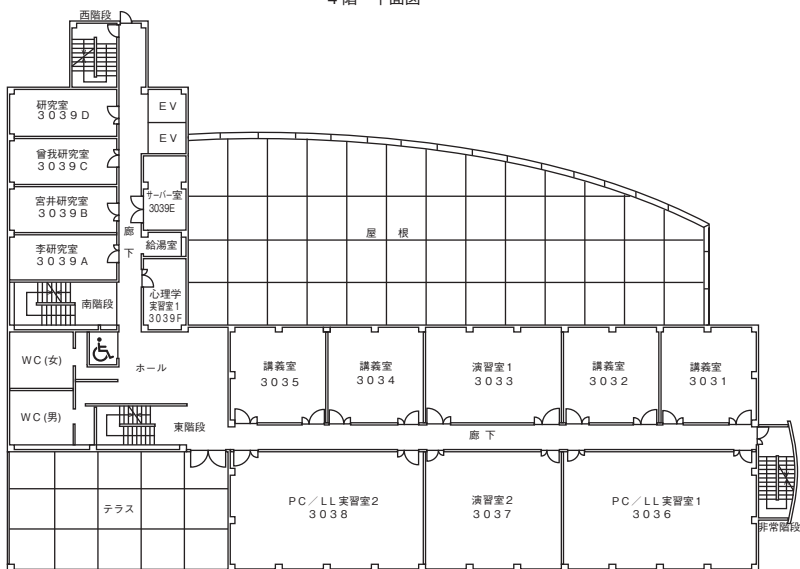 4階 平面図
西階段
研究室
3039D
EV
曾我研究室
3039C
EV
宮井研究室
3039B
サーバー室
3039E
廊
下
李研究室
3039A
給湯室
屋 根
南階段
心理学
実習室1
3039F
WC(女)
ホール
講義室
3035
講義室
3034
演習室1
3033
講義室
3032
講義室
3031
WC(男)
東階段
廊 下
テラス
PC/LL実習室2
3038
演習室2
3037
PC/LL実習室1
3036
非常階段